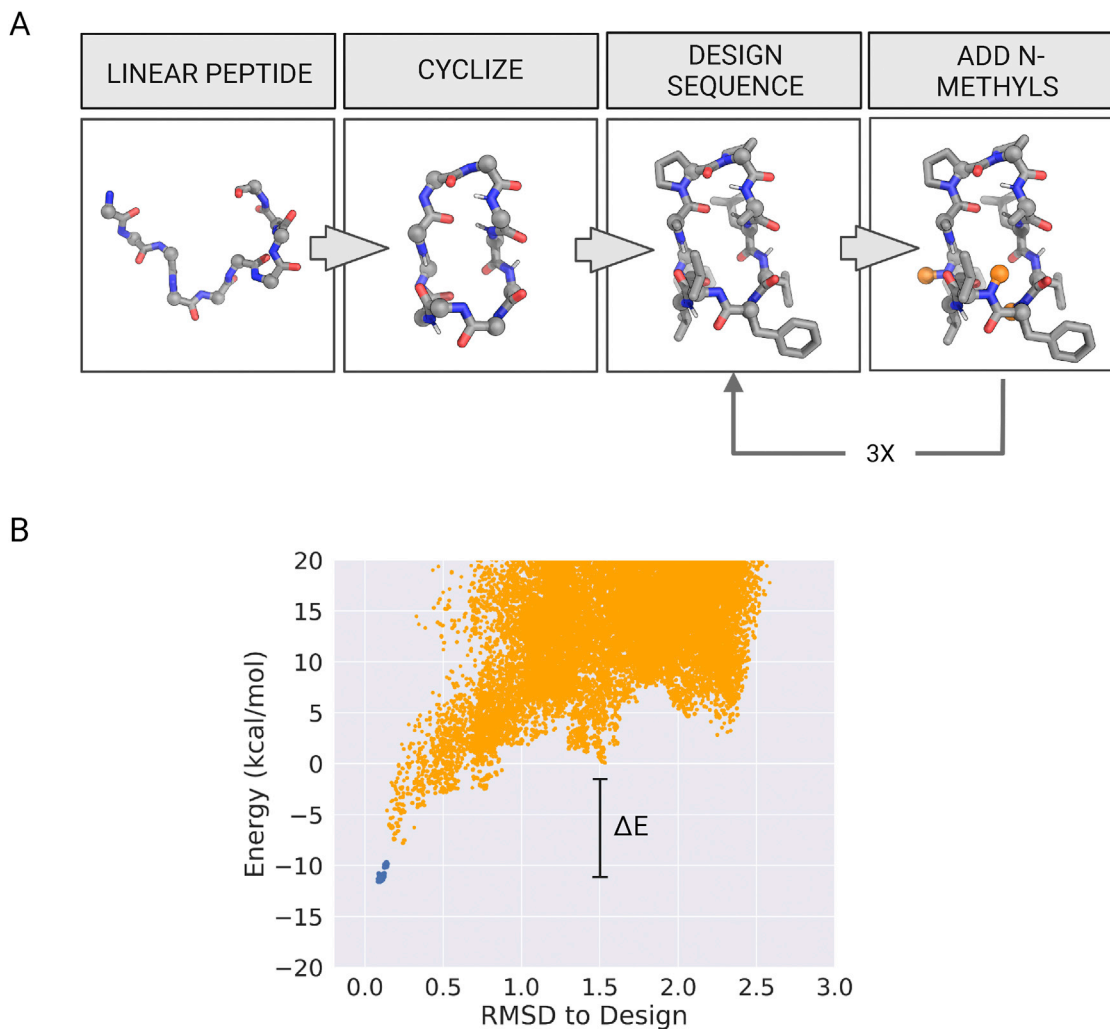 A
LINEAR PEPTIDE
CYCLIZE
DESIGN
SEQUENCE
ADD N-
METHYLS
3X
B
20
15
10
5
0
−5
−10
−15
−20
Energy (kcal/mol)
ΔE
0.0 0.5 1.0 1.5 2.0 2.5 3.0
RMSD to Design